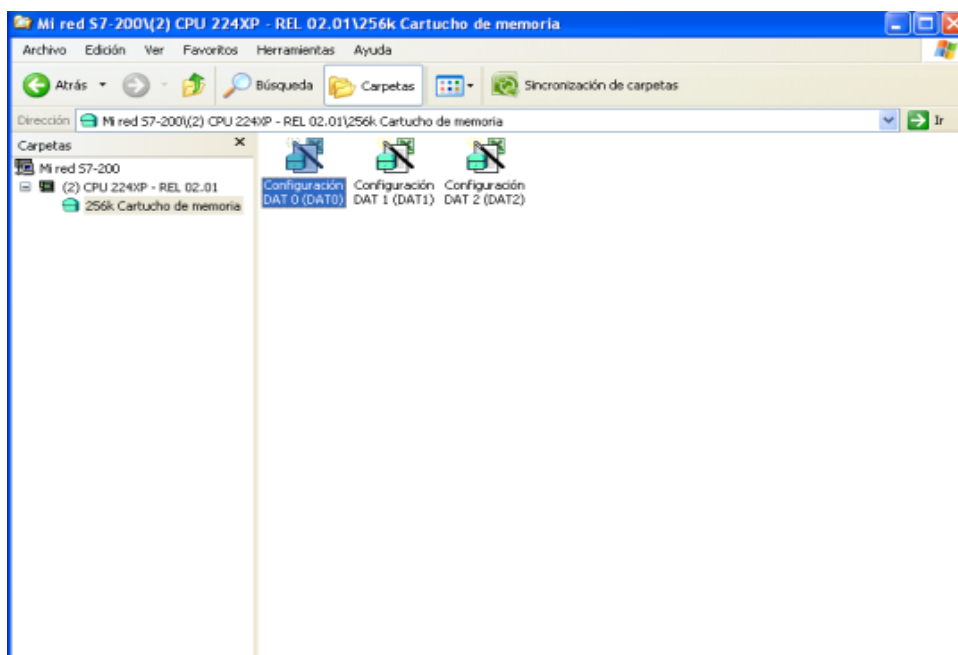 Mi red S7-200\(2) CPU 224XP - REL 02.01\256k Cartucho de memoria
Archivo Edición Ver Favoritos Herramientas Ayuda
Atrás Búsqueda Carpetas Sincronización de carpetas
Dirección Mi red S7-200\(2) CPU 224XP - REL 02.01\256k Cartucho de memoria Ir
Carpetas
Mi red S7-200
(2) CPU 224XP - REL 02.01
256k Cartucho de memoria
Configuración Configuración Configuración
DAT 0 (DAT0) DAT 1 (DAT1) DAT 2 (DAT2)